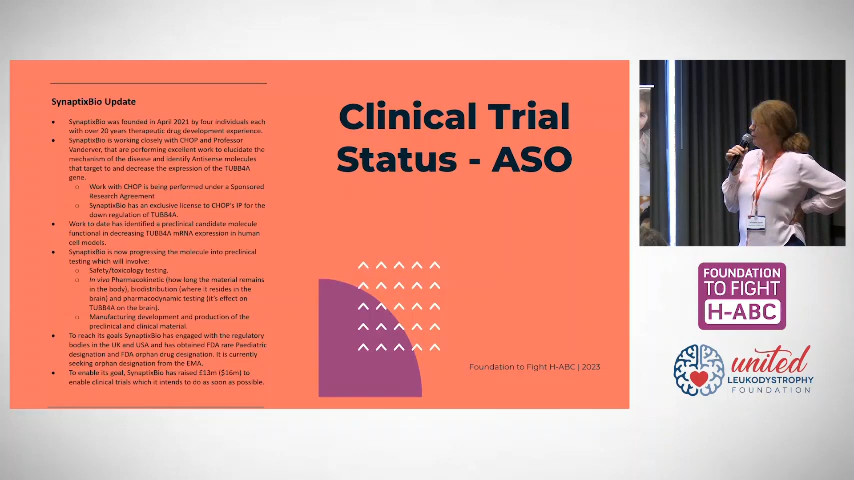 SynaptixBio Update
• SynaptixBio was founded in April 2021 by four individuals each
with over 20 years therapeutic drug development experience.
• SynaptixBio is working closely with CHOP and Professor
Vanderver, that are performing excellent work to elucidate the
mechanism of the disease and identify Antisense molecules
that target to and decrease the expression of the TUBB4A
gene.
o Work with CHOP is being performed under a Sponsored
Research Agreement
o SynaptixBio has an exclusive license to CHOP's IP for the
down regulation of TUBB4A.
• Work to date has identified a preclinical candidate molecule
functional in decreasing TUBB4A mRNA expression in human
cell models.
• SynaptixBio is now progressing the molecule into preclinical
testing which will involve:
o Safety/toxicology testing.
o In vivo Pharmacokinetic (how long the material remains
in the body), biodistribution (where it resides in the
brain) and pharmacodynamic testing (it's effect on
TUBB4A on the brain).
o Manufacturing development and production of the
preclinical and clinical material.
• To reach its goals SynaptixBio has engaged with the regulatory
bodies in the UK and USA and has obtained FDA rare Paediatric
designation and FDA orphan drug designation. It is currently
seeking orphan designation from the EMA.
• To enable its goal, SynaptixBio has raised £13m ($16m) to
enable clinical trials which it intends to do as soon as possible.
Clinical Trial
Status - ASO
Foundation to Fight H-ABC | 2023
FOUNDATION
TO FIGHT
H-ABC
united
LEUKODYSTROPHY
FOUNDATION